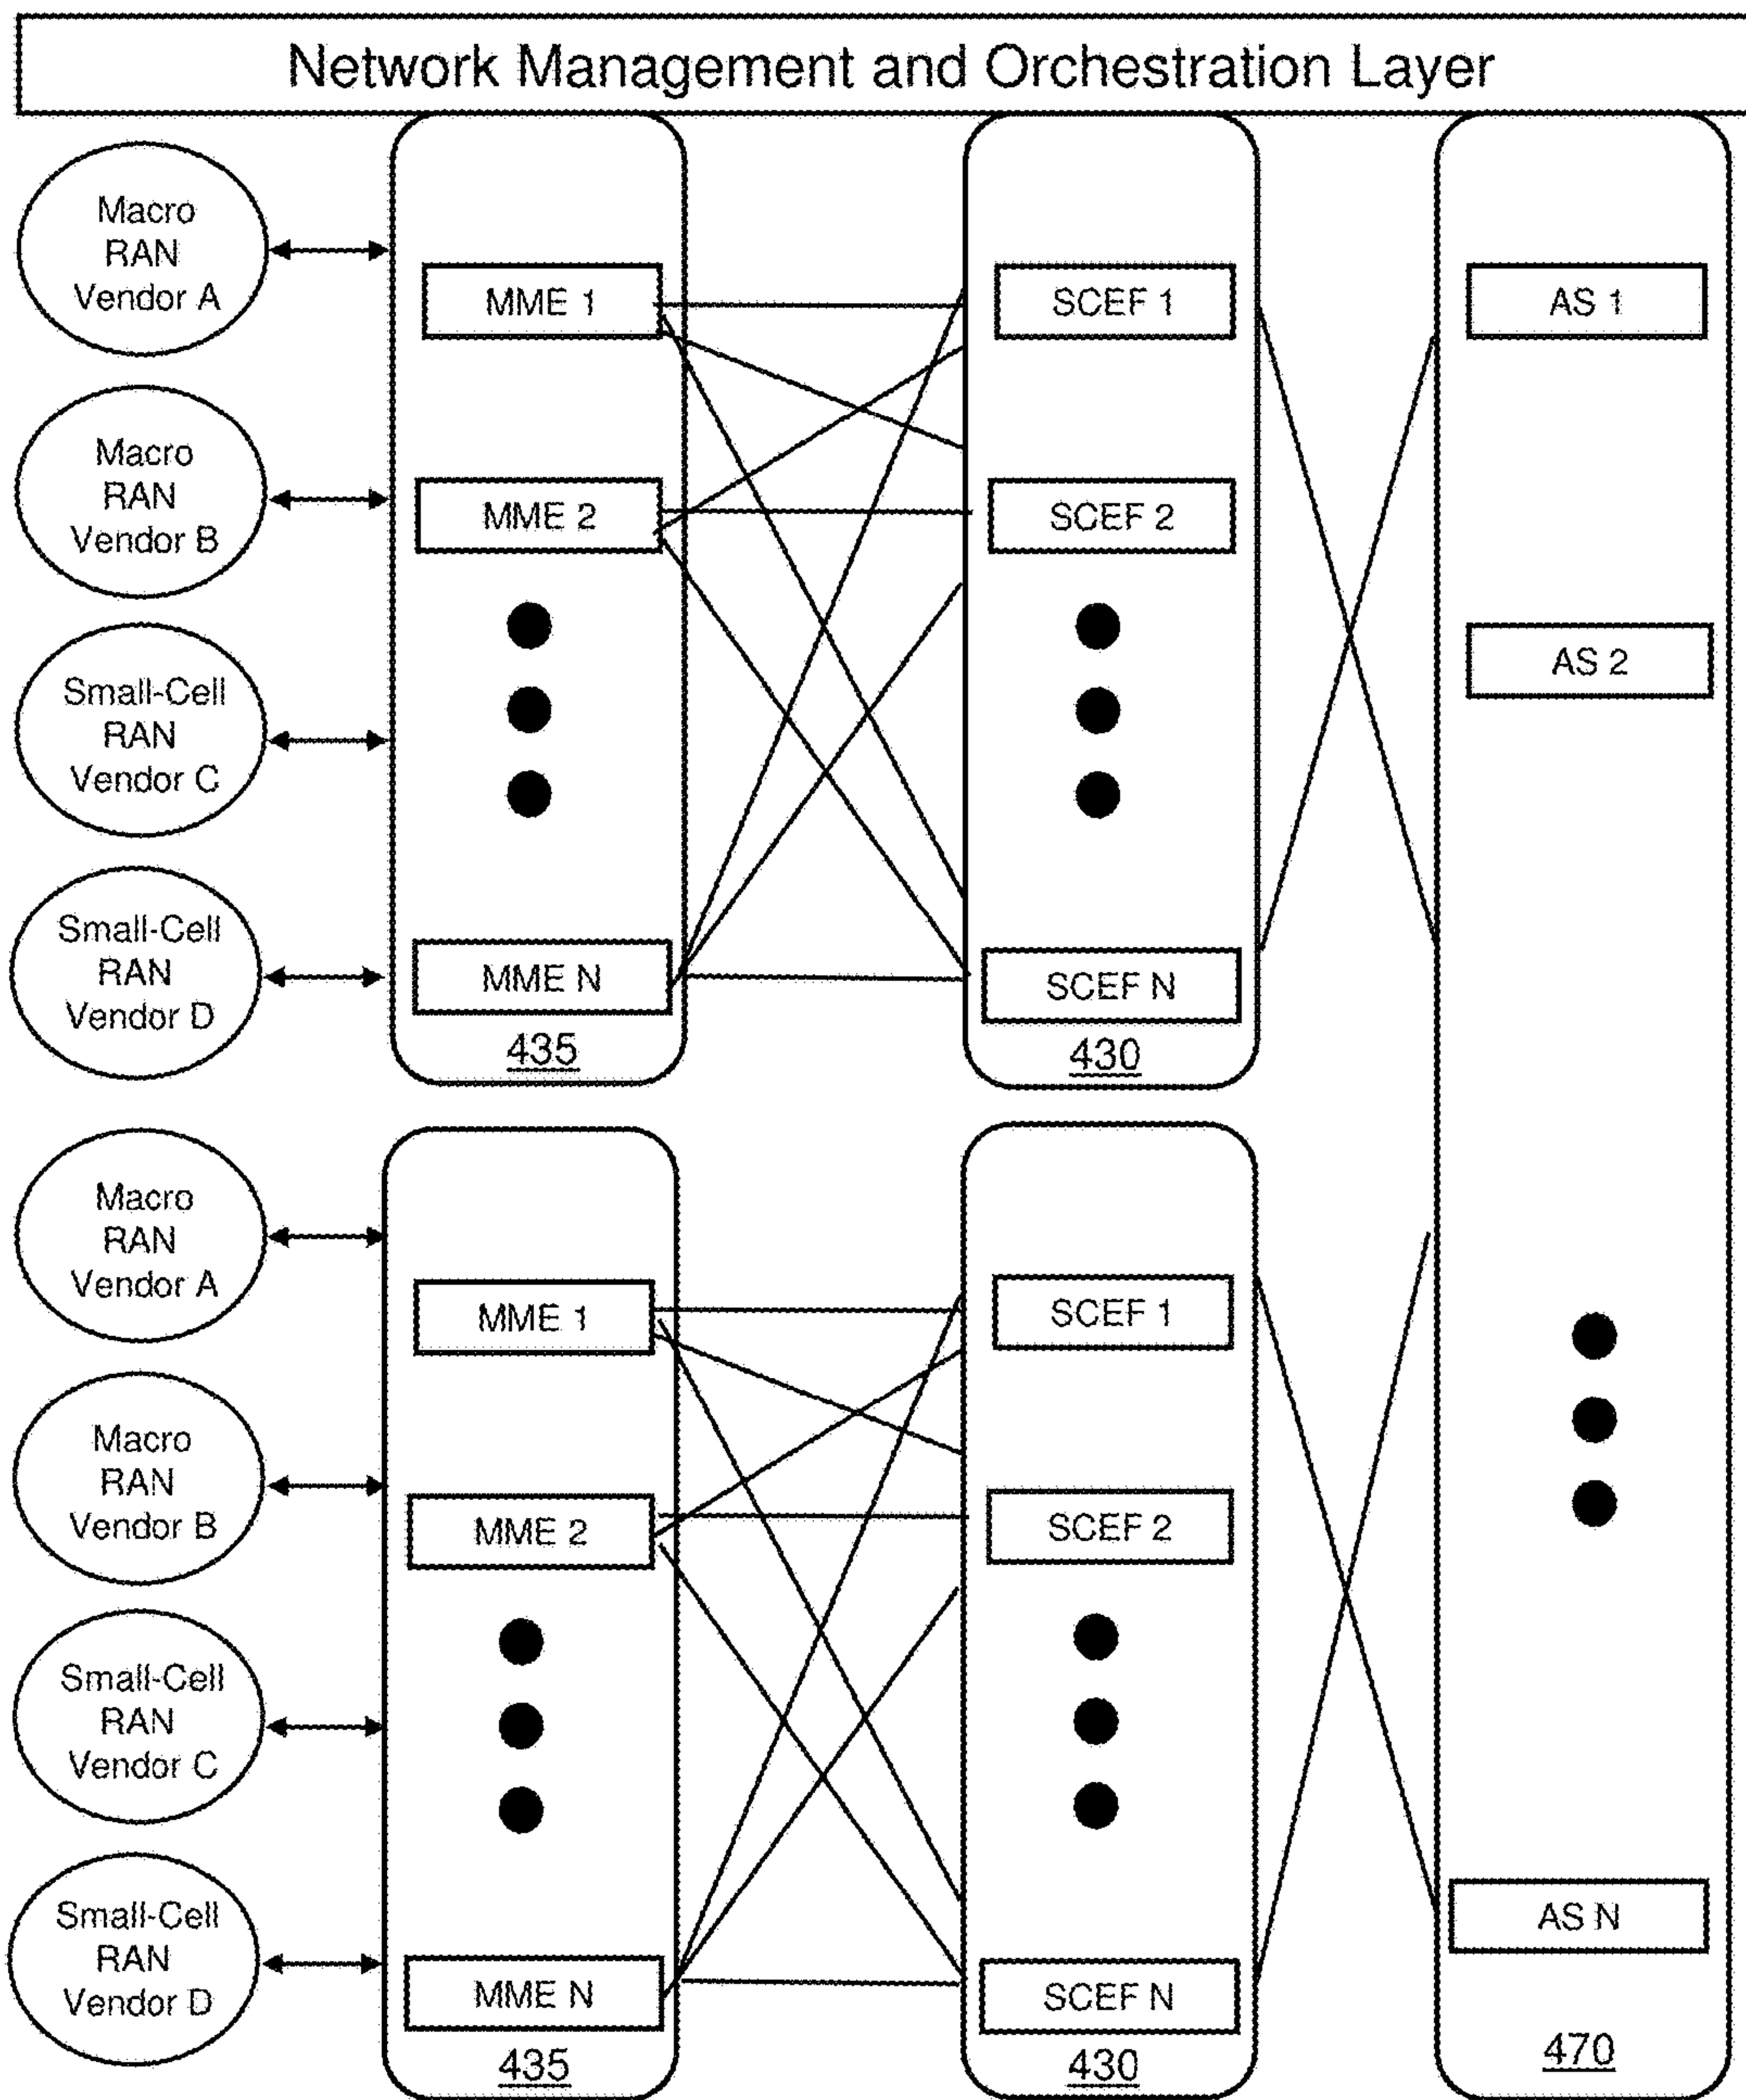 Network Management and Orchestration Layer
Macro
RAN
Vendor A
Macro
RAN
Vendor B
Small-Cell
RAN
Vendor C
Small-Cell
RAN
Vendor D
MME 1
MME 2
MME N
435
SCEF 1
SCEF 2
SCEF N
430
AS 1
AS 2
Macro
RAN
Vendor A
Macro
RAN
Vendor B
Small-Cell
RAN
Vendor C
Small-Cell
RAN
Vendor D
MME 1
MME 2
MME N
435
SCEF 1
SCEF 2
SCEF N
430
AS N
470